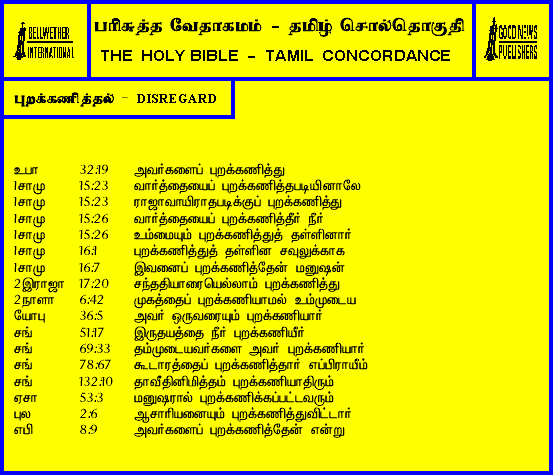 BELLWETHER
INTERNATIONAL
பரிசுத்த வேதாகமம் - தமிழ் சொல்தொகுதி
THE HOLY BIBLE - TAMIL CONCORDANCE
GOOD NEWS
PUBLISHERS
புறக்கணித்தல் - DISREGARD
உபா 32:19 அவர்களைப் புறக்கணித்து
1சாமு 15:23 வார்த்தையைப் புறக்கணித்தபடியினாலே
1சாமு 15:23 ராஜாவாயிராதபடிக்குப் புறக்கணித்து
1சாமு 15:26 வார்த்தையைப் புறக்கணித்தீர் நீர்
1சாமு 15:26 உம்மையும் புறக்கணித்துத் தள்ளினார்
1சாமு 16:1 புறக்கணித்துத் தள்ளின சவுலுக்காக
1சாமு 16:7 இவனைப் புறக்கணித்தேன் மனுஷன்
2இராஜா 17:20 சந்ததியாரையெல்லாம் புறக்கணித்து
2நாளா 6:42 முகத்தைப் புறக்கணியாமல் உம்முடைய
யோபு 36:5 அவர் ஒருவரையும் புறக்கணியார்
சங் 51:17 இருதயத்தை நீர் புறக்கணியீர்
சங் 69:33 தம்முடையவர்களை அவர் புறக்கணியார்
சங் 78:67 கூடாரத்தைப் புறக்கணித்தார் எப்பிராயீம்
சங் 132:10 தாவீதினிமித்தம் புறக்கணியாதிரும்
ஏசா 53:3 மனுஷரால் புறக்கணிக்கப்பட்டவரும்
புல 2:6 ஆசாரியனையும் புறக்கணித்துவிட்டார்
எபி 8:9 அவர்களைப் புறக்கணித்தேன் என்று